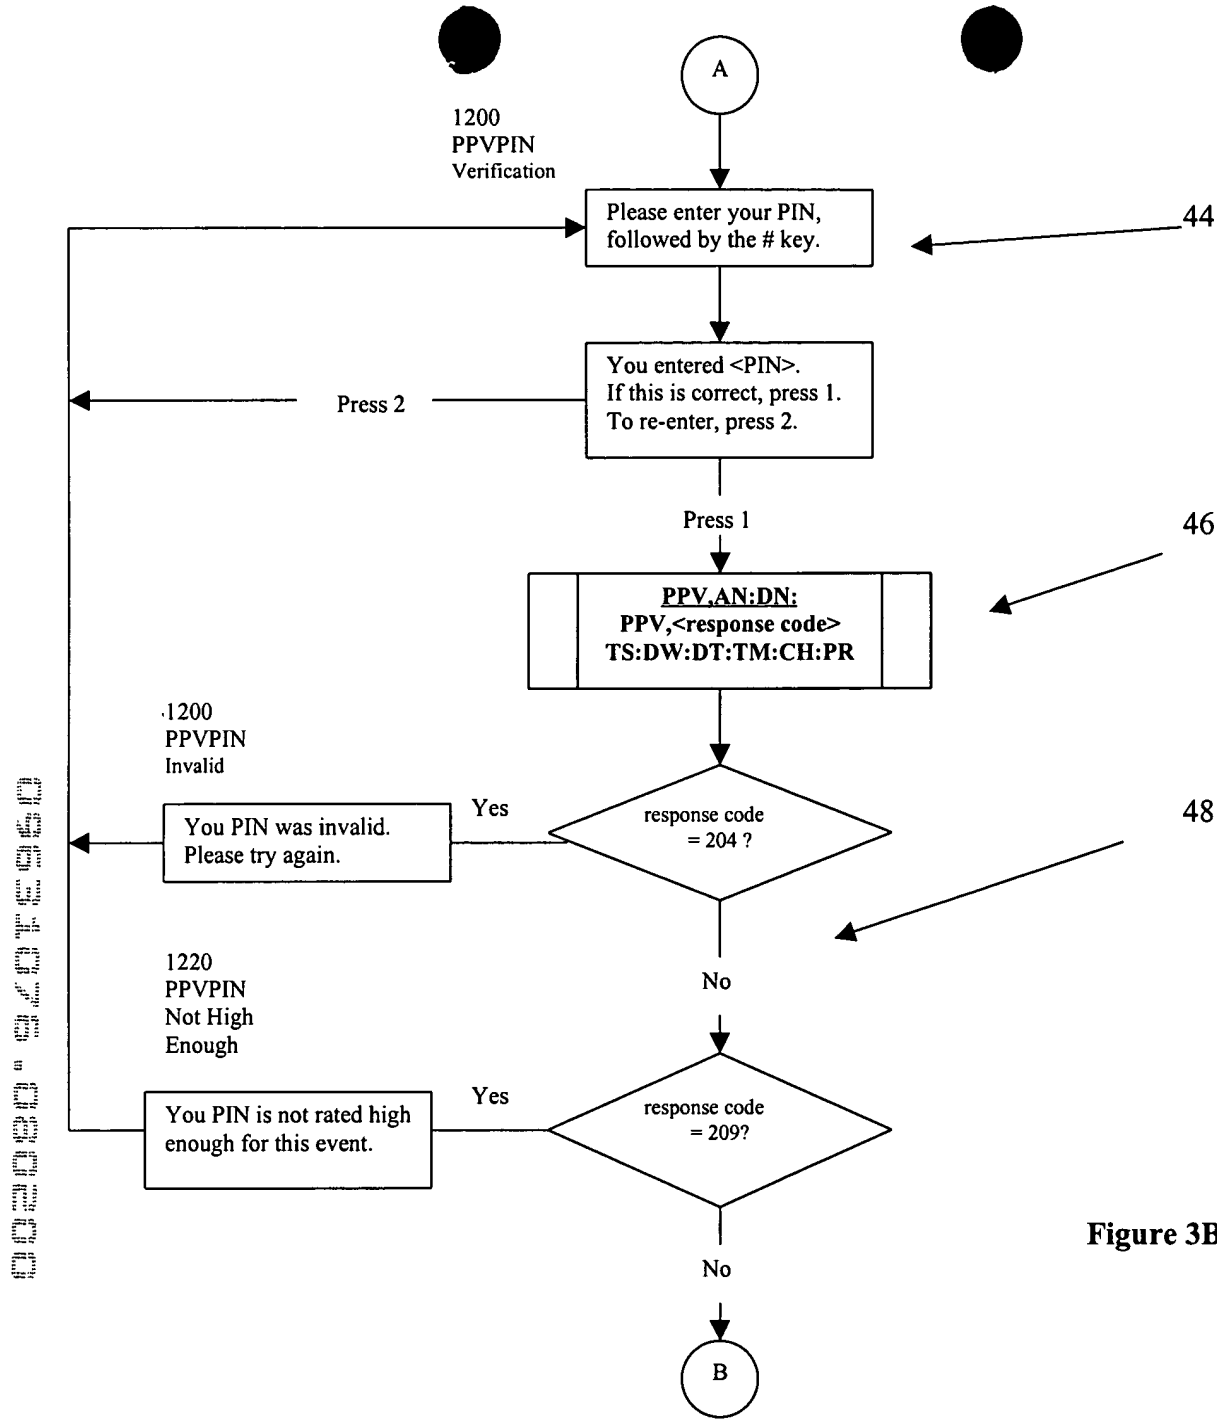 A
1200
PPVPIN
Verification
Please enter your PIN,
followed by the # key.
44
You entered <PIN>.
If this is correct, press 1.
To re-enter, press 2.
Press 2
Press 1
46
PPV,AN:DN:
PPV,<response code>
TS:DW:DT:TM:CH:PR
1200
PPVPIN
Invalid
Yes
You PIN was invalid.
Please try again.
response code
= 204 ?
48
No
1220
PPVPIN
Not High
Enough
Yes
You PIN is not rated high
enough for this event.
response code
= 209?
No
Figure 3B
B
09631075.080200